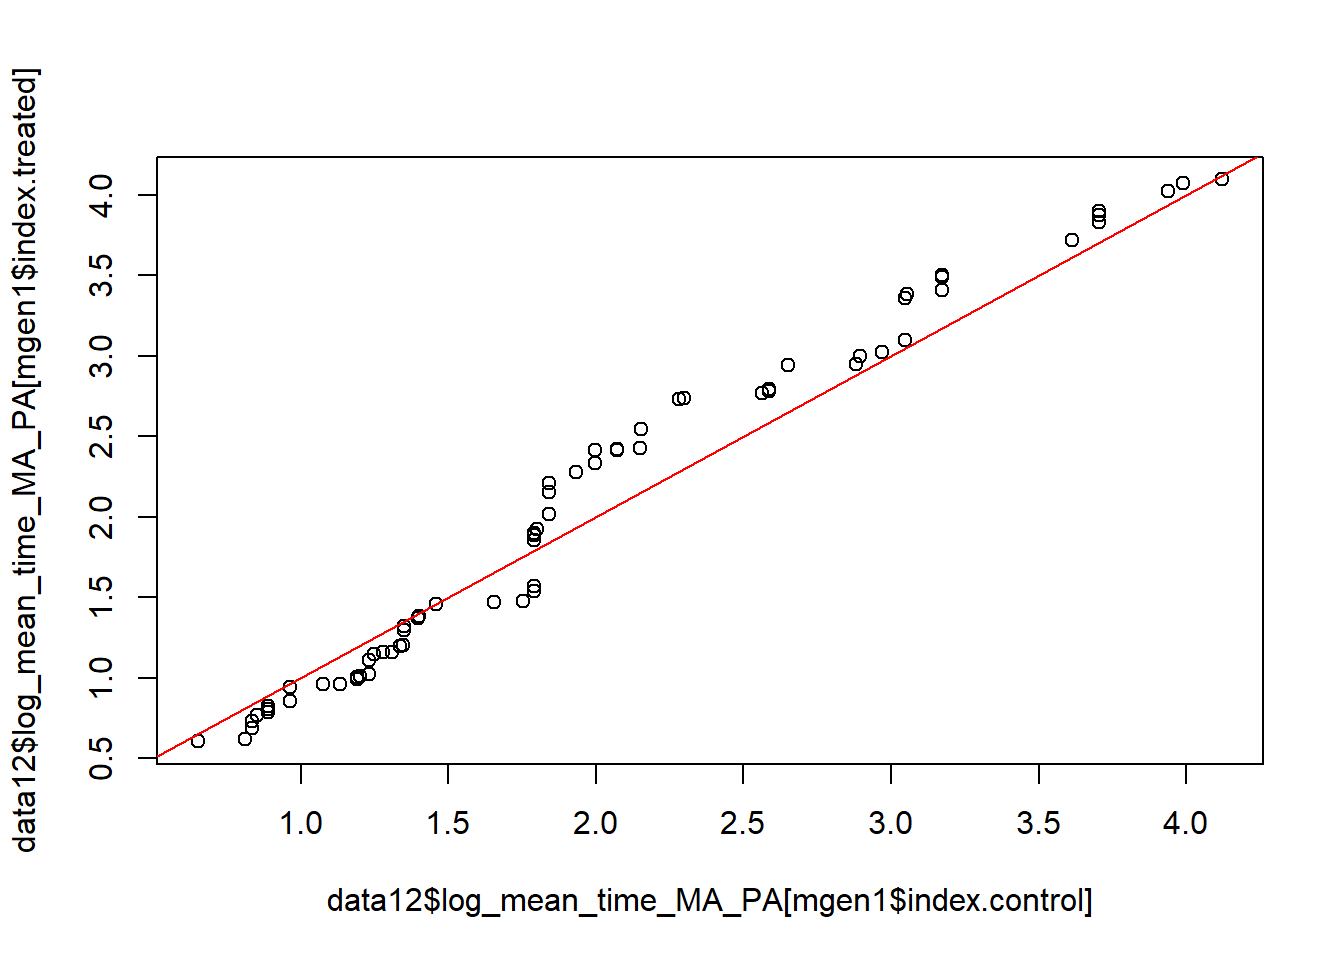 data12$log_mean_time_MA_PA[mgen1$index.treated]
4.0
3.5
3.0
2.5
2.0
1.5
1.0
0.5
1.0 1.5 2.0 2.5 3.0 3.5 4.0
data12$log_mean_time_MA_PA[mgen1$index.control]